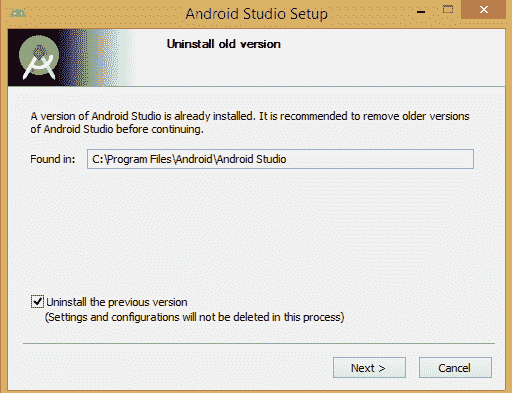 Android Studio Setup
Uninstall old version
A version of Android Studio is already installed. It is recommended to remove older versions
of Android Studio before continuing.
Found in: C:\Program Files\Android\Android Studio
Uninstall the previous version
(Settings and configurations will not be deleted in this process)
Next > Cancel